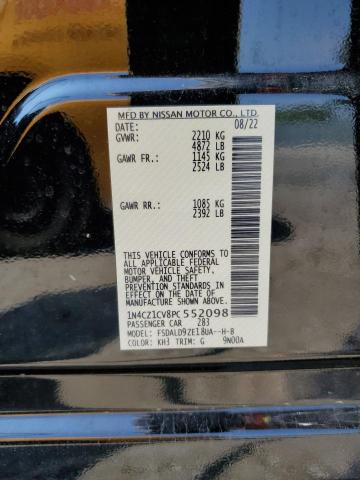 MFD BY NISSAN MOTOR CO., LTD.
DATE: 08/22
GVWR: 2210 KG
4872 LB
GAWR FR.: 1145 KG
2524 LB
GAWR RR.: 1085 KG
2392 LB
THIS VEHICLE CONFORMS TO
ALL APPLICABLE FEDERAL
MOTOR VEHICLE SAFETY,
BUMPER, AND THEFT
PREVENTION STANDARDS IN
EFFECT ON THE DATE OF
MANUFACTURE SHOWN ABOVE.
1N4CZ1CV8PC552098
PASSENGER CAR 283
MODEL: FSDALD9ZE18UA--H-B
COLOR: KH3 TRIM: G 9N00A